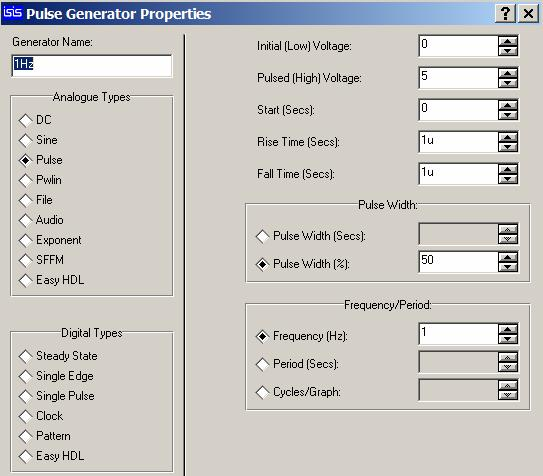 ISIS Pulse Generator Properties
Generator Name:
1Hz
Analogue Types
DC
Sine
Pulse
Pwlin
File
Audio
Exponent
SFFM
Easy HDL
Digital Types
Steady State
Single Edge
Single Pulse
Clock
Pattern
Easy HDL
Initial (Low) Voltage: 0
Pulsed (High) Voltage: 5
Start (Secs): 0
Rise Time (Secs): 1u
Fall Time (Secs): 1u
Pulse Width:
Pulse Width (Secs):
Pulse Width (%): 50
Frequency/Period:
Frequency (Hz): 1
Period (Secs):
Cycles/Graph: